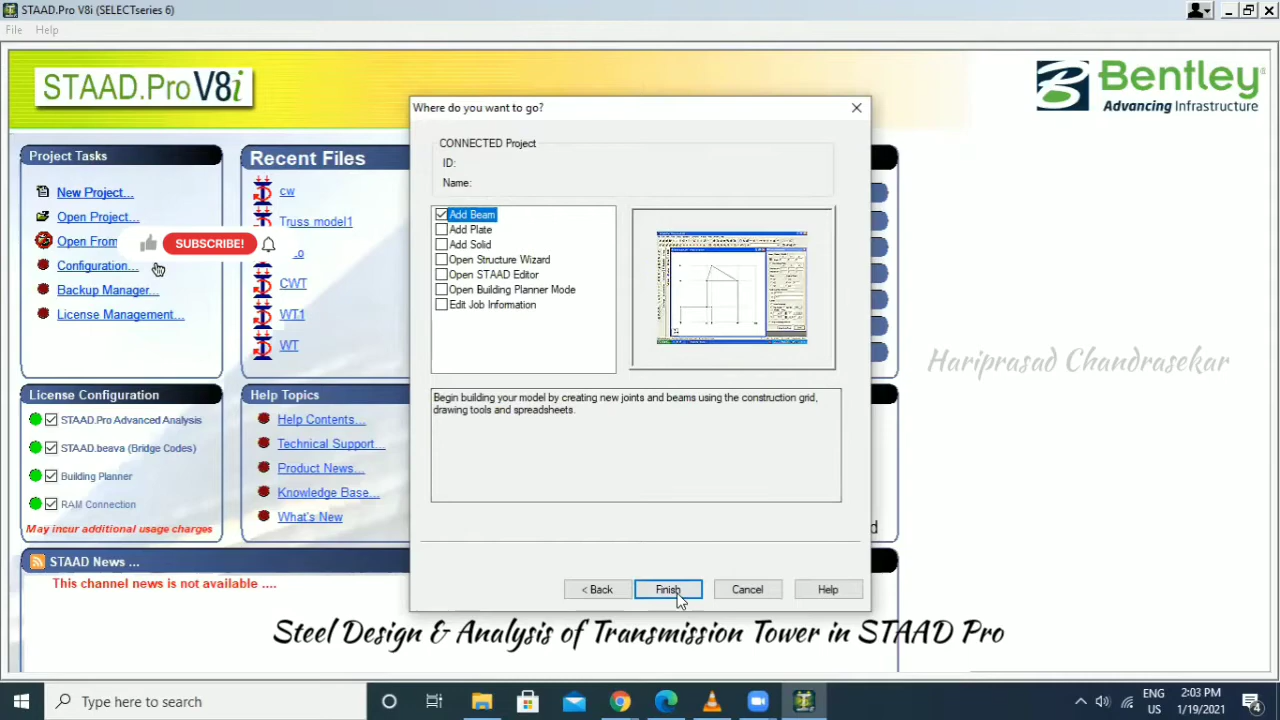 STAAD.Pro V8i (SELECTseries 6)
File Help
STAAD.Pro V8i
Bentley
Advancing Infrastructure
Where do you want to go?
CONNECTED Project
ID:
Name:
Add Beam
Add Plate
Add Solid
Open Structure Wizard
Open STAAD Editor
Open Building Planner Mode
Edit Job Information
Begin building your model by creating new joints and beams using the construction grid,
drawing tools and spreadsheets.
< Back Finish Cancel Help
Project Tasks
New Project...
Open Project...
Open From
SUBSCRIBE!
Configuration...
Backup Manager...
License Management...
Recent Files
cw
Truss model1
.o
CWT
WT1
WT
Hariprasad Chandrasekar
License Configuration
STAAD.Pro Advanced Analysis
STAAD.beava (Bridge Codes)
Building Planner
RAM Connection
May incur additional usage charges
Help Topics
Help Contents...
Technical Support...
Product News...
Knowledge Base...
What's New
d
STAAD News ...
This channel news is not available ....
Steel Design & Analysis of Transmission Tower in STAAD Pro
Type here to search
ENG
US
2:03 PM
1/19/2021
4